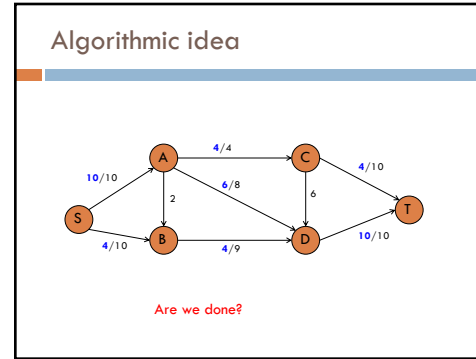 Algorithmic idea
A
4/4
C
10/10
6/8
4/10
2
6
S
T
4/10
B
4/9
D
10/10
Are we done?